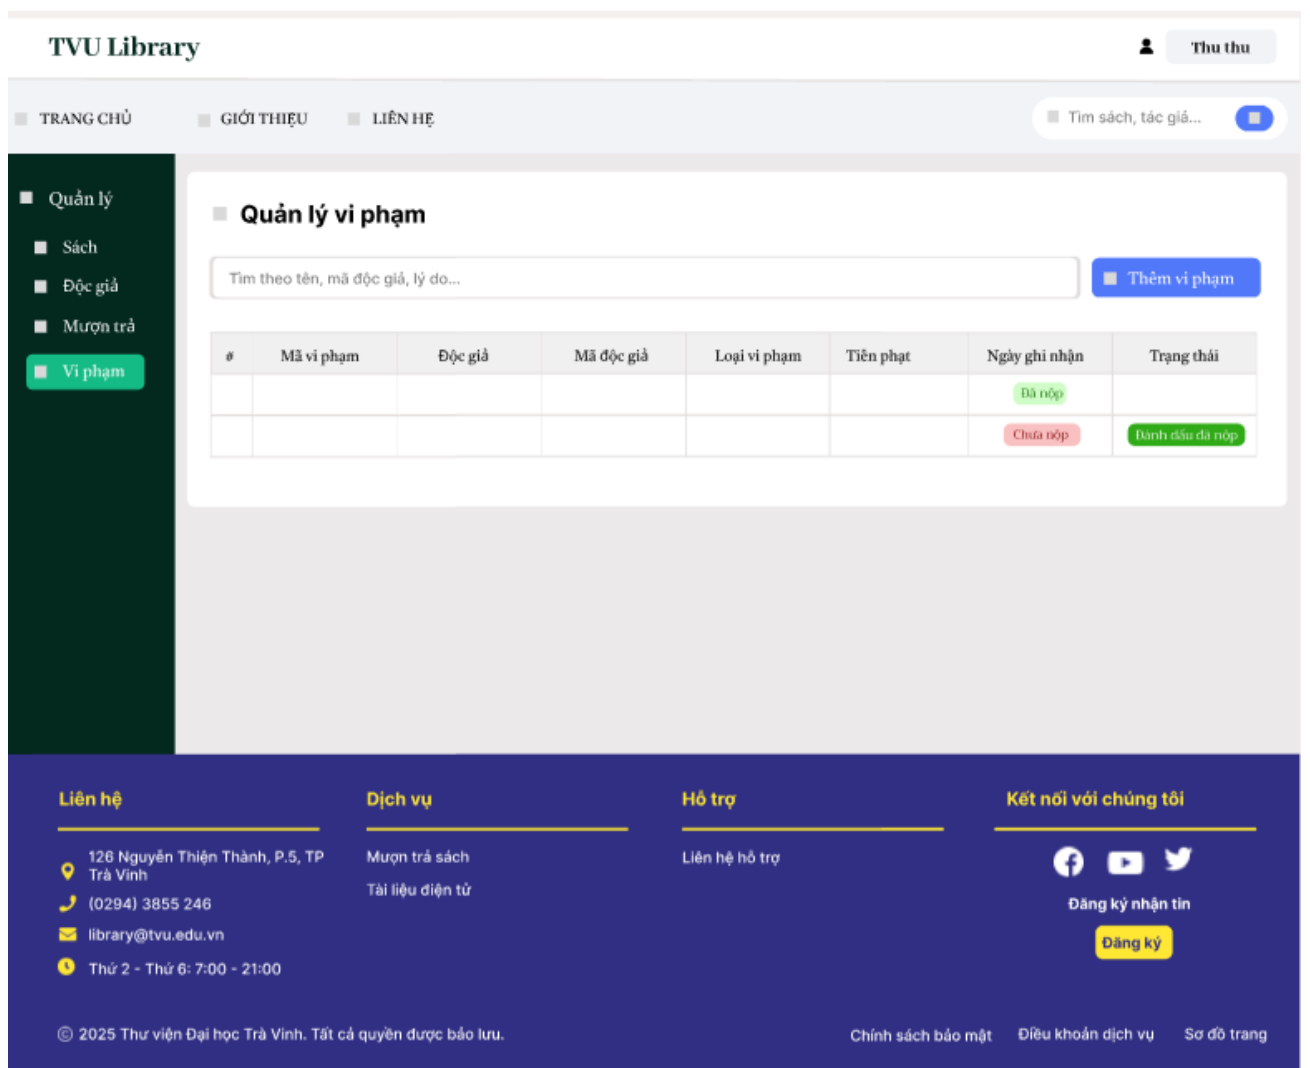 TVU Library
Thu thu
TRANG CHỦ
GIỚI THIỆU
LIÊN HỆ
Tìm sách, tác giả...
Quản lý
Sách
Độc giả
Mượn trả
Vi phạm
Quản lý vi phạm
Tìm theo tên, mã độc giả, lý do...
Thêm vi phạm
# Mã vi phạm Độc giả Mã độc giả Loại vi phạm Tiền phạt Ngày ghi nhận Trạng thái
Đã nộp
Chưa nộp Đánh dấu đã nộp
Liên hệ
126 Nguyễn Thiện Thành, P.5, TP
Trà Vinh
(0294) 3855 246
library@tvu.edu.vn
Thứ 2 - Thứ 6: 7:00 - 21:00
Dịch vụ
Mượn trả sách
Tài liệu điện tử
Hỗ trợ
Liên hệ hỗ trợ
Kết nối với chúng tôi
Đăng ký nhận tin
Đăng ký
© 2025 Thư viện Đại học Trà Vinh. Tất cả quyền được bảo lưu.
Chính sách bảo mật Điều khoản dịch vụ Sơ đồ trang